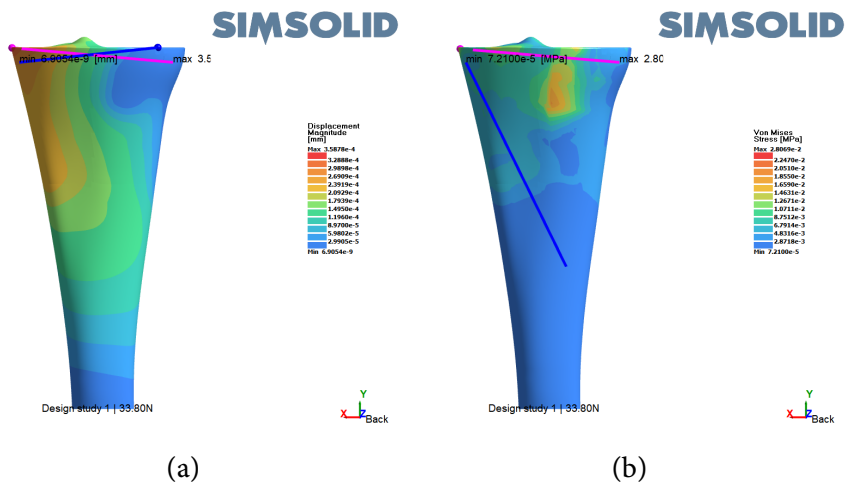 SIMSOLID
min 6.9054e-9 [mm]
max 3.5
Displacement
Magnitude
[mm]
Max 3.5878e-4
3.2888e-4
2.9898e-4
2.6909e-4
2.3919e-4
2.0929e-4
1.7939e-4
1.4950e-4
1.1960e-4
8.9700e-5
5.9802e-5
2.9905e-5
Min 6.9054e-9
Design study 1 | 33.80N
Y
X
Z
Back
(a)
SIMSOLID
min 7.2100e-5 [MPa]
max 2.80
Von Mises
Stress [MPa]
Max 2.8069e-2
2.2470e-2
2.0510e-2
1.8550e-2
1.6590e-2
1.4631e-2
1.2671e-2
1.0711e-2
8.7512e-3
6.7914e-3
4.8316e-3
2.8718e-3
Min 7.2100e-5
Design study 1 | 33.80N
Y
X
Z
Back
(b)